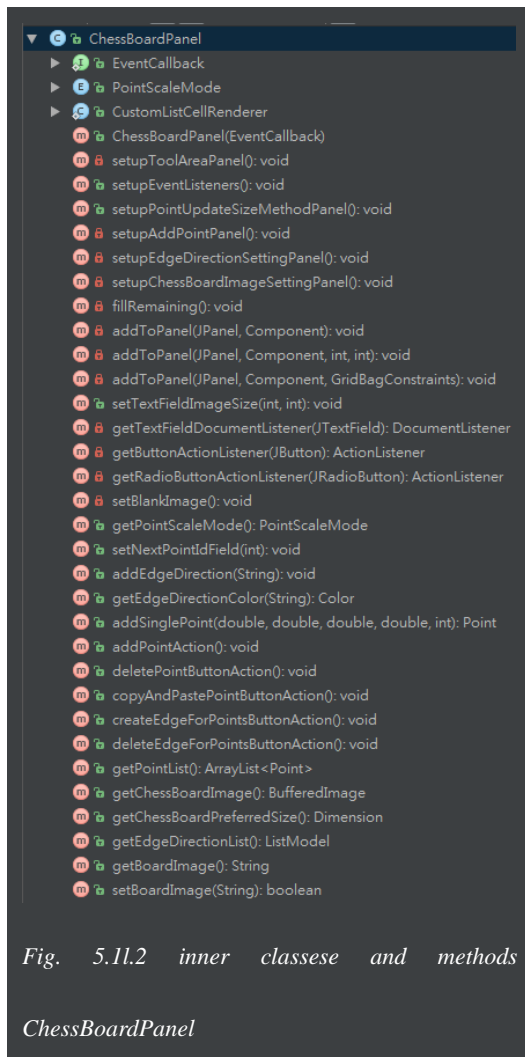 ChessBoardPanel
EventCallback
PointScaleMode
CustomListCellRenderer
ChessBoardPanel(EventCallback)
setupToolAreaPanel(): void
setupEventListeners(): void
setupPointUpdateSizeMethodPanel(): void
setupAddPointPanel(): void
setupEdgeDirectionSettingPanel(): void
setupChessBoardImageSettingPanel(): void
fillRemaining(): void
addToPanel(JPanel, Component): void
addToPanel(JPanel, Component, int, int): void
addToPanel(JPanel, Component, GridBagConstraints): void
setTextFieldImageSize(int, int): void
getTextFieldDocumentListener(JTextField): DocumentListener
getButtonActionListener(JButton): ActionListener
getRadioButtonActionListener(JRadioButton): ActionListener
setBlankImage(): void
getPointScaleMode(): PointScaleMode
setNextPointIdField(int): void
addEdgeDirection(String): void
getEdgeDirectionColor(String): Color
addSinglePoint(double, double, double, double, int): Point
addPointAction(): void
deletePointButtonAction(): void
copyAndPastePointButtonAction(): void
createEdgeForPointsButtonAction(): void
deleteEdgeForPointsButtonAction(): void
getPointList(): ArrayList<Point>
getChessBoardImage(): BufferedImage
getChessBoardPreferredSize(): Dimension
getEdgeDirectionList(): ListModel
getBoardImage(): String
setBoardImage(String): boolean
Fig. 5.1l.2 inner classese and methods
ChessBoardPanel